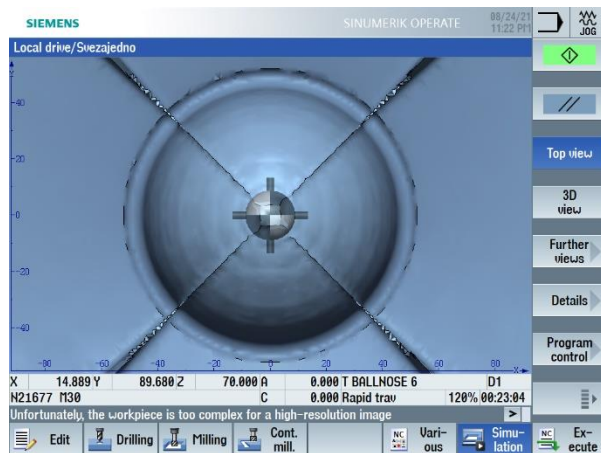 SIEMENS
SINUMERIK OPERATE
08/24/21
11:22 PM
JOG
Local drive/Svezajedno
Top view
3D
view
Further
views
Details
Program
control
40
-20
-0
-20
-40
-80
-60
-40
-20
0
20
40
60
80
X
X 14.889 Y 89.680 Z 70.000 A 0.000 T BALLNOSE 6 D1
N21677 M30 C 0.000 Rapid trav 120% 00:23:04
Unfortunately, the workpiece is too complex for a high-resolution image
>
Edit
Drilling
Milling
Cont.
mill.
NC
Vari-
ous
Simu-
lation
NC
Ex-
ecute